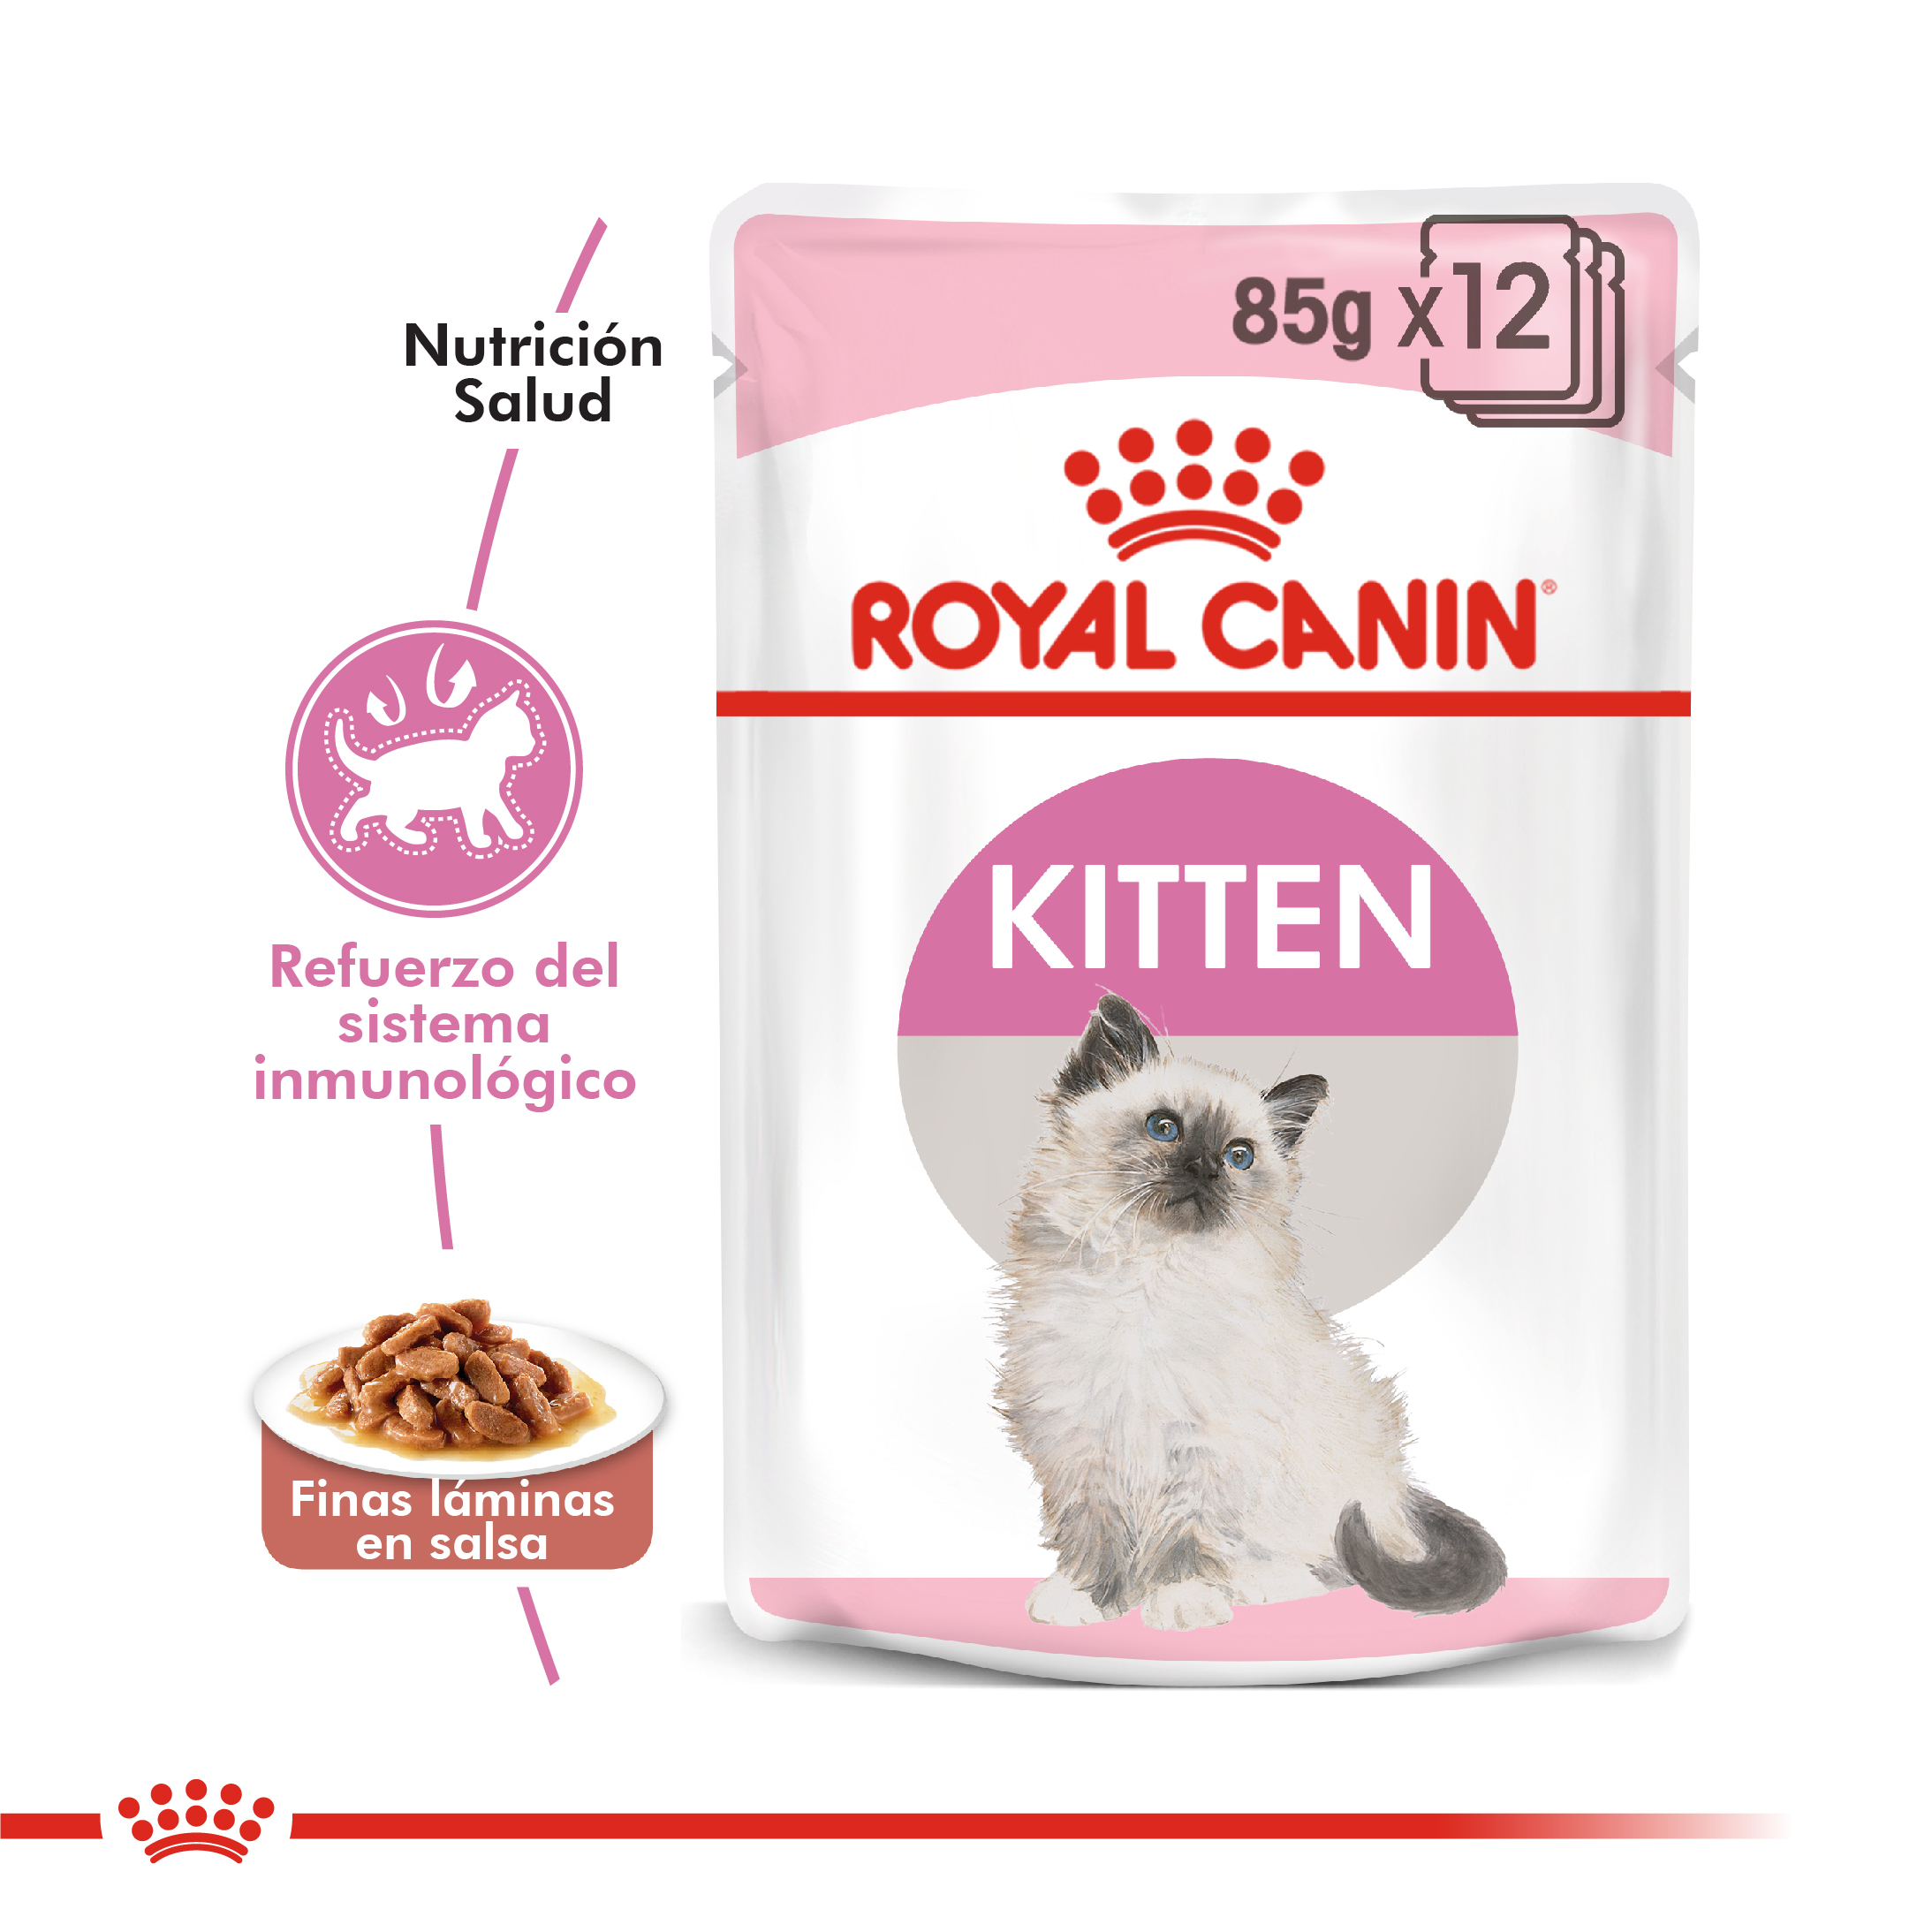 Nutrición
Salud
Refuerzo del
sistema
inmunológico
Finas láminas
en salsa
85g x12
ROYAL CANIN®
KITTEN